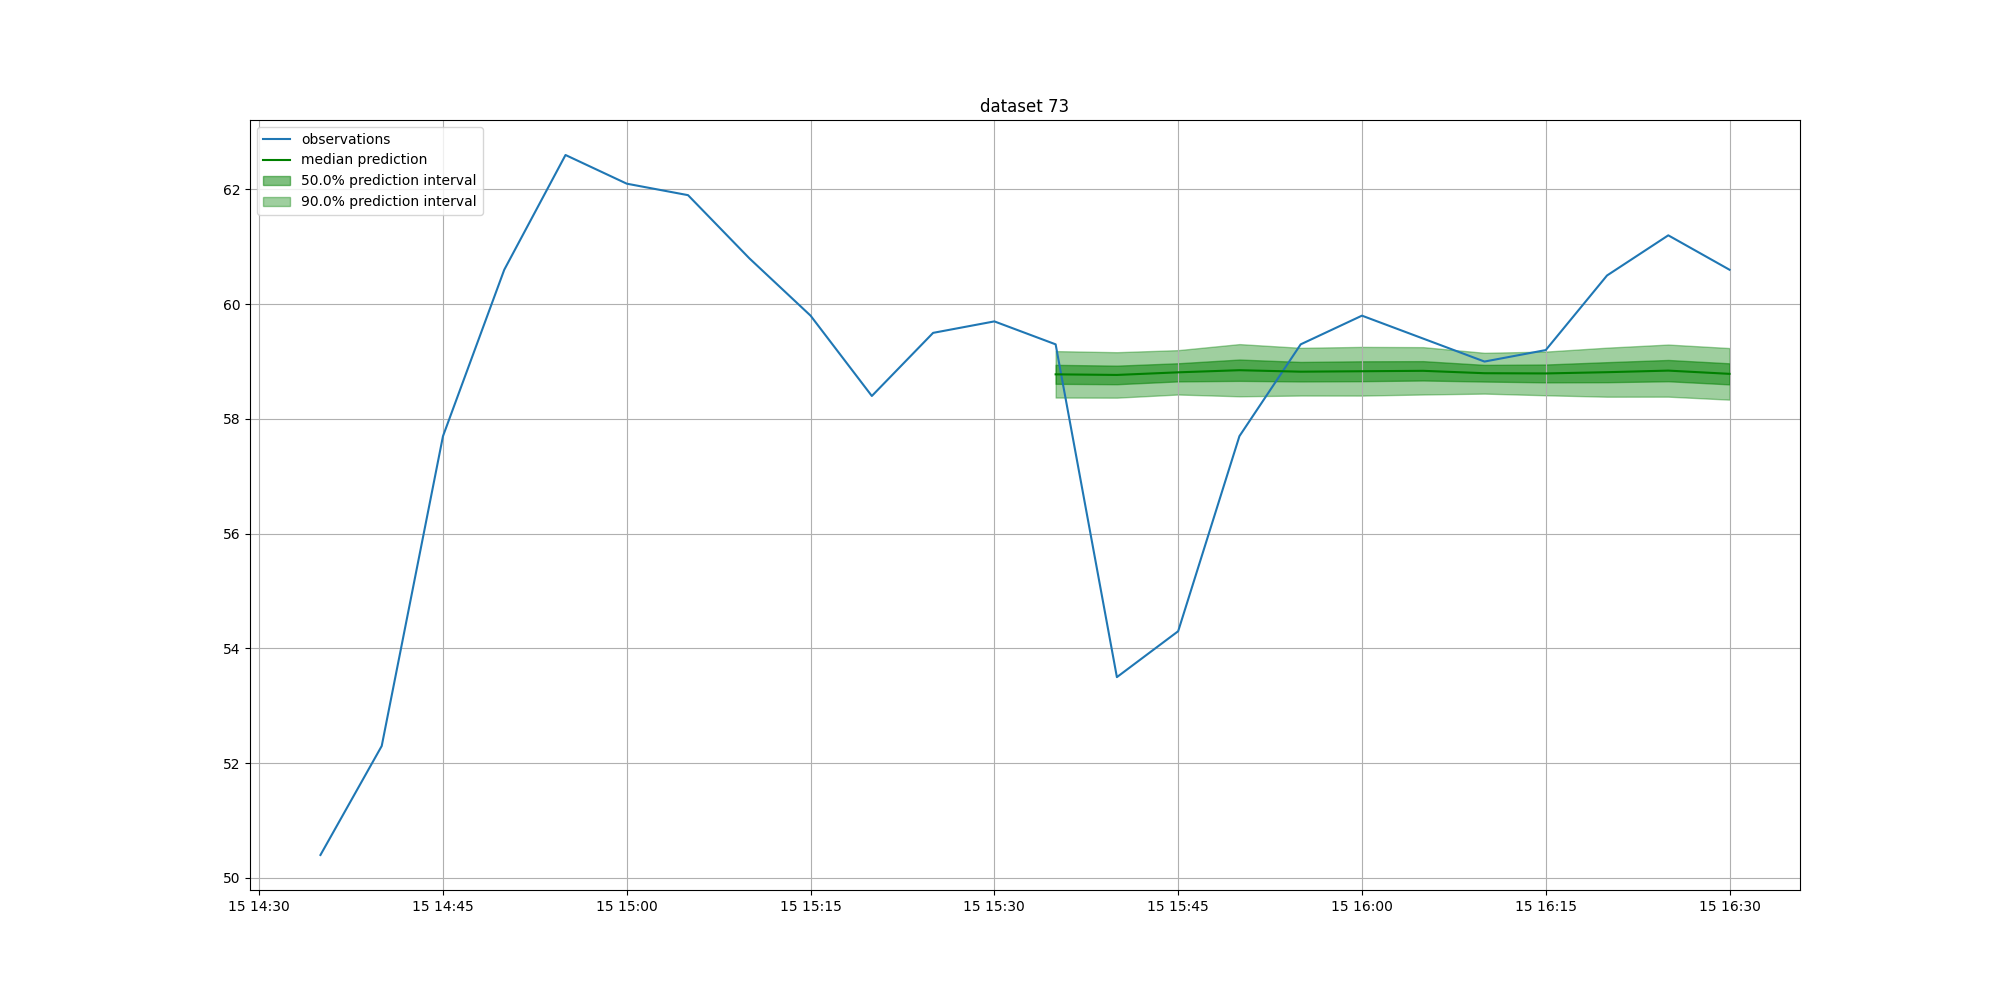 dataset 73
observations
median prediction
50.0% prediction interval
90.0% prediction interval
62
60
58
56
54
52
50
15 14:30 15 14:45 15 15:00 15 15:15 15 15:30 15 15:45 15 16:00 15 16:15 15 16:30